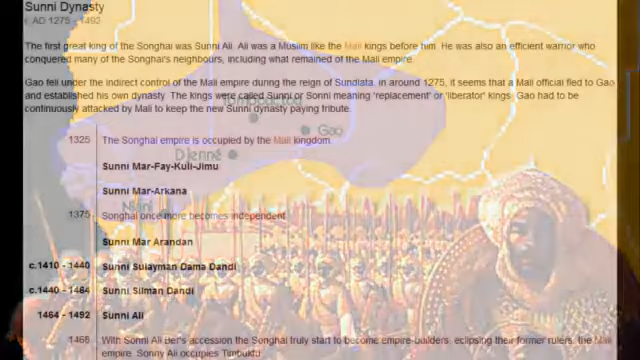 Sunni Dynasty
c.AD 1275 - 1492
The first great king of the Songhai was Sunni Ali. Ali was a Muslim like the Mali kings before him. He was also an efficient warrior who
conquered many of the Songhai's neighbours, including what remained of the Mali empire.
Gao fell under the indirect control of the Mali empire during the reign of Sundiata. in around 1275, it seems that a Mali official fled to Gao
and established his own dynasty. The kings were called Sunni or Sonni meaning 'replacement' or 'liberator' kings. Gao had to be
continuously attacked by Mali to keep the new Sunni dynasty paying tribute.
Tombouctou
Gao
1325 The Songhai empire is occupied by the Mali kingdom.
Djenné
Sunni Mar-Fay-Kuli-Jimu
Sunni Mar-Arkana
Niani
1375 Songhai once more becomes independent.
Sunni Mar Arandan
c.1410 - 1440 Sunni Sulayman Dama Dandi
c.1440 - 1464 Sunni Silman Dandi
1464 - 1492 Sunni Ali
1468 With Sonni Ali Ber's accession the Songhai truly start to become empire-builders, eclipsing their former rulers, the Mali
empire. Sonny Ali occupies Timbuktu.